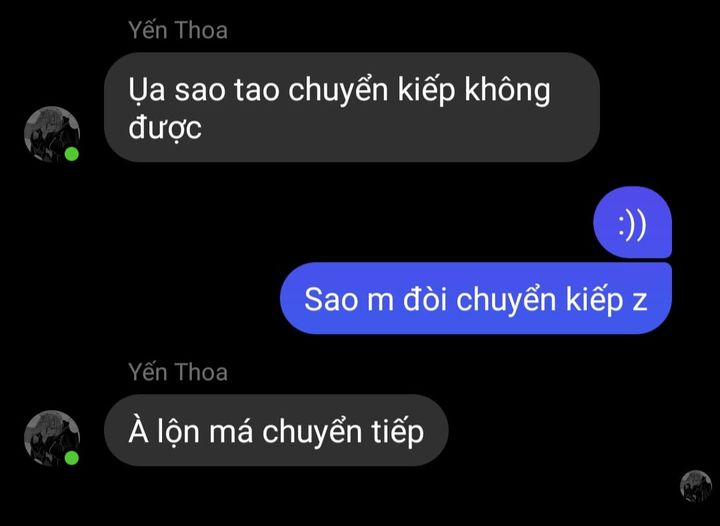 Yến Thoa
Ụa sao tao chuyển kiếp không
được
:))
Sao m đòi chuyển kiếp z
Yến Thoa
À lộn má chuyển tiếp